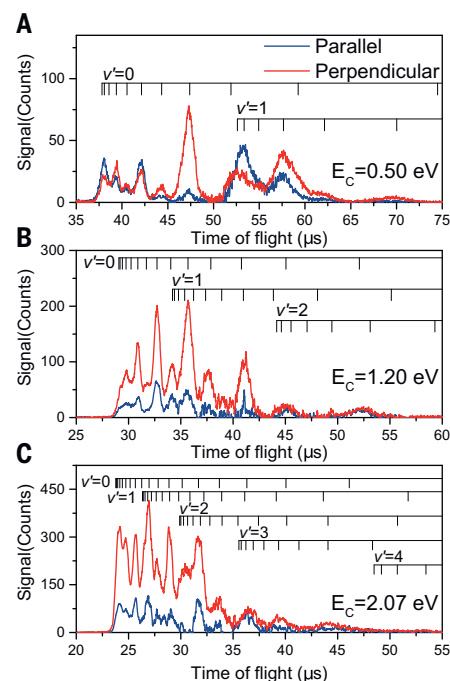 A
Signal(Counts)
100
50
0
Parallel
Perpendicular
v'=0
v'=1
E_C=0.50 eV
35 40 45 50 55 60 65 70 75
Time of flight (μs)
B
Signal(Counts)
300
200
100
0
v'=0
v'=1
v'=2
E_C=1.20 eV
25 30 35 40 45 50 55 60
Time of flight (μs)
C
Signal(Counts)
450
300
150
0
v'=0
v'=1
v'=2
v'=3
v'=4
E_C=2.07 eV
20 25 30 35 40 45 50 55
Time of flight (μs)